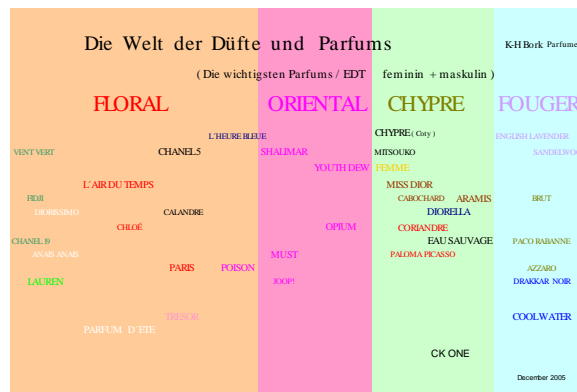 Die Welt der Düfte und Parfums
K-H Bork Parfume
( Die wichtigsten Parfums / EDT feminin + maskulin )
FLORAL ORIENTAL CHYPRE FOUGER
L´HEURE BLEUE CHYPRE ( Coty ) ENGLISH LAVENDER
VENT VERT CHANEL 5 SHALIMAR MITSOUKO SANDELWOO
YOUTH DEW FEMME
L´AIR DU TEMPS MISS DIOR
FIDJI CABOCHARD ARAMIS BRUT
DIORISSIMO CALANDRE DIORELLA
CHLOÉ OPIUM CORIANDRE
CHANEL 19 EAU SAUVAGE PACO RABANNE
ANAIS ANAIS MUST PALOMA PICASSO
PARIS POISON AZZARO
LAUREN JOOP! DRAKKAR NOIR
TRESOR COOL WATER
PARFUM D´ETE
CK ONE
December 2005